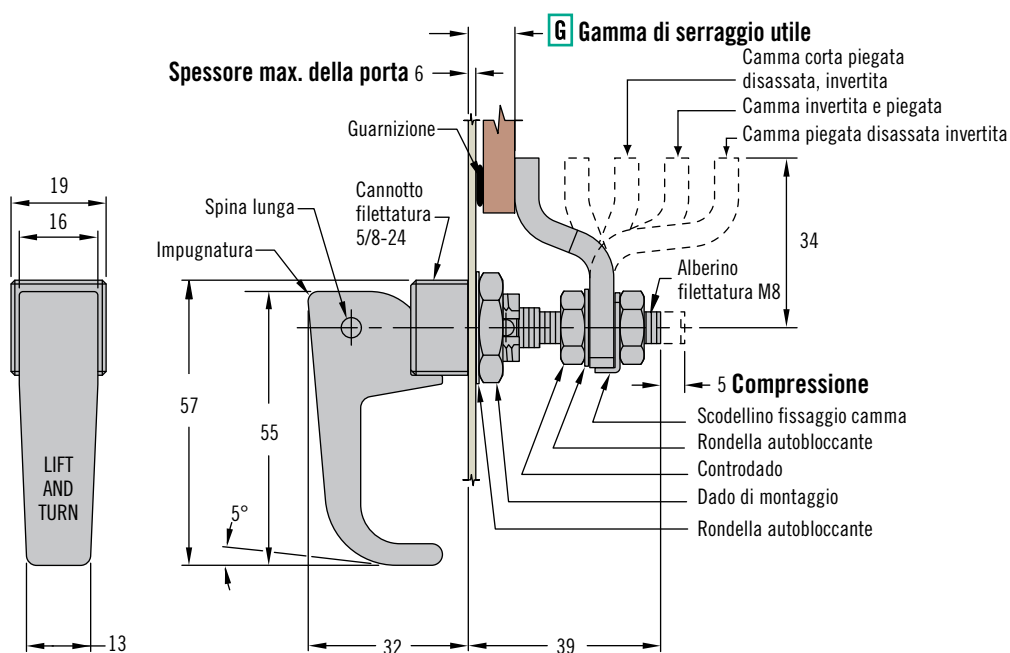 G Gamma di serraggio utile
Spessore max. della porta 6
Camma corta piegata
disassata, invertita
Camma invertita e piegata
Camma piegata disassata invertita
Guarnizione
19
16
Spina lunga
Cannotto
filettatura
5/8-24
Impugnatura
34
Alberino
filettatura M8
57
55
5 Compressione
Scodellino fissaggio camma
Rondella autobloccante
Controdado
Dado di montaggio
Rondella autobloccante
LIFT
AND
TURN
5°
13
32
39